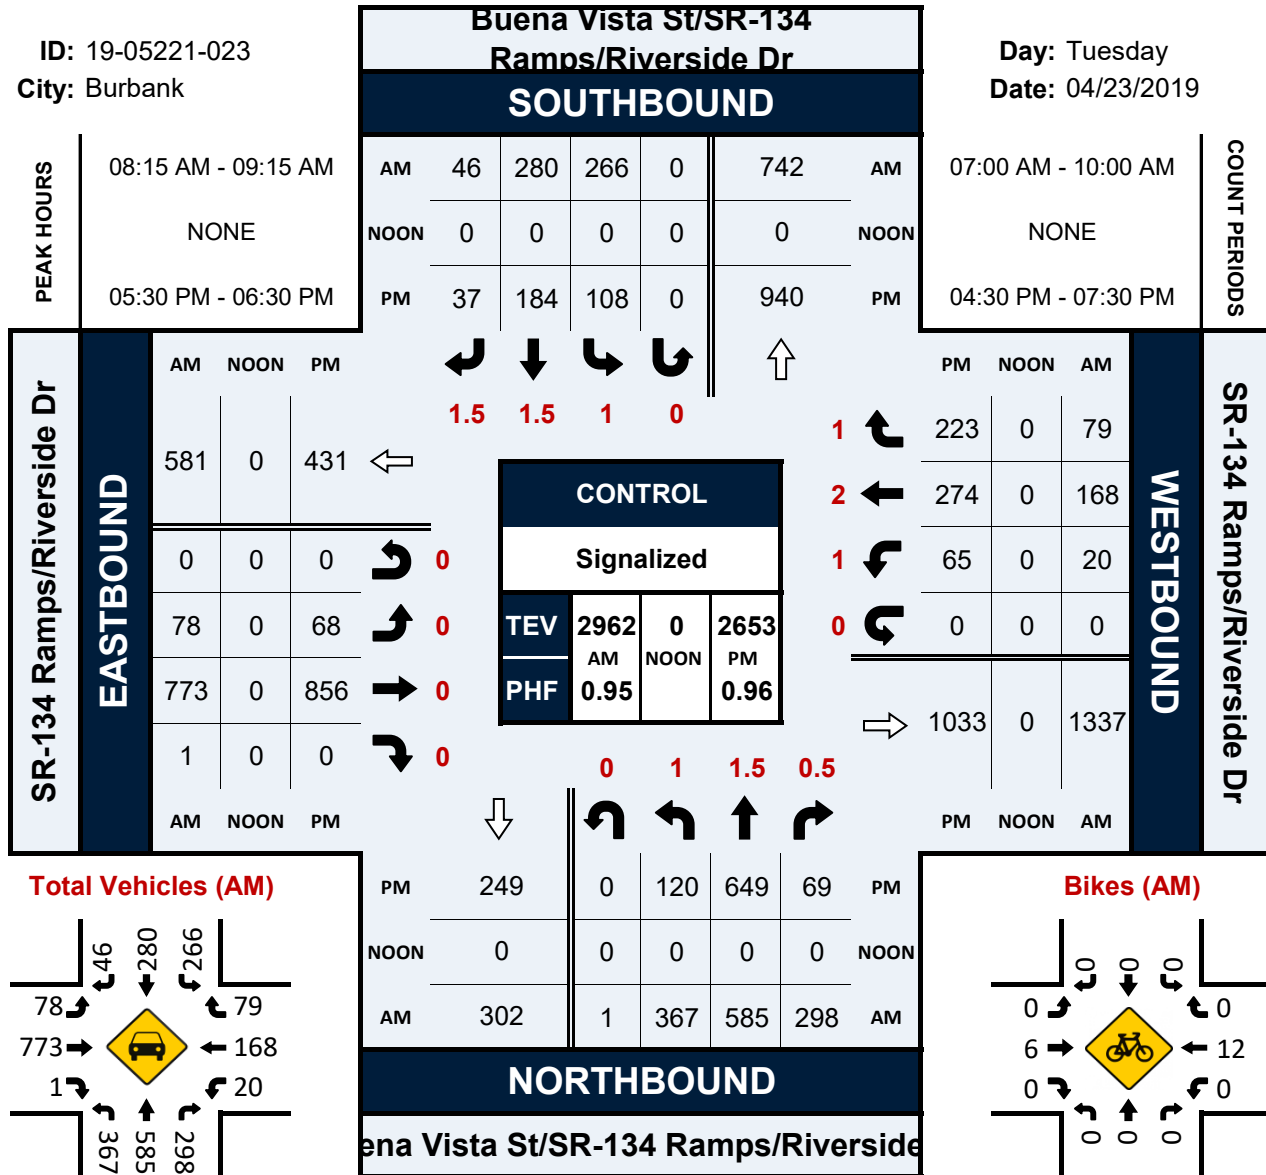 Buena Vista St/SR-134
Ramps/Riverside Dr
ID: 19-05221-023
City: Burbank
Day: Tuesday
Date: 04/23/2019
SOUTHBOUND
PEAK HOURS
08:15 AM - 09:15 AM
NONE
05:30 PM - 06:30 PM
AM 46 280 266 0 742 AM
NOON 0 0 0 0 0 NOON
PM 37 184 108 0 940 PM
07:00 AM - 10:00 AM
NONE
04:30 PM - 07:30 PM
COUNT PERIODS
1.5 1.5 1 0
SR-134 Ramps/Riverside Dr
EASTBOUND
AM NOON PM
581 0 431
0 0 0 0
78 0 68 0
773 0 856 0
1 0 0 0
AM NOON PM
CONTROL
Signalized
TEV 2962 0 2653
AM NOON PM
PHF 0.95 0.96
PM NOON AM
1 223 0 79
2 274 0 168
1 65 0 20
0 0 0 0
1033 0 1337
PM NOON AM
WESTBOUND
SR-134 Ramps/Riverside Dr
0 1 1.5 0.5
PM 249 0 120 649 69 PM
NOON 0 0 0 0 0 NOON
AM 302 1 367 585 298 AM
NORTHBOUND
ena Vista St/SR-134 Ramps/Riverside
Total Vehicles (AM)
46 280 266
78 79
773 168
1 20
367 585 298
Bikes (AM)
0 0 0
0 0
6 12
0 0
0 0 0